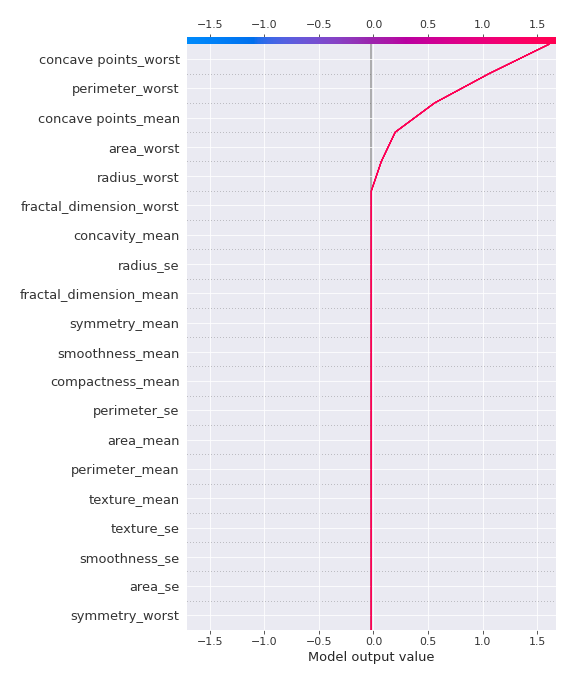 −1.5 −1.0 −0.5 0.0 0.5 1.0 1.5
concave points_worst
perimeter_worst
concave points_mean
area_worst
radius_worst
fractal_dimension_worst
concavity_mean
radius_se
fractal_dimension_mean
symmetry_mean
smoothness_mean
compactness_mean
perimeter_se
area_mean
perimeter_mean
texture_mean
texture_se
smoothness_se
area_se
symmetry_worst
−1.5 −1.0 −0.5 0.0 0.5 1.0 1.5
Model output value